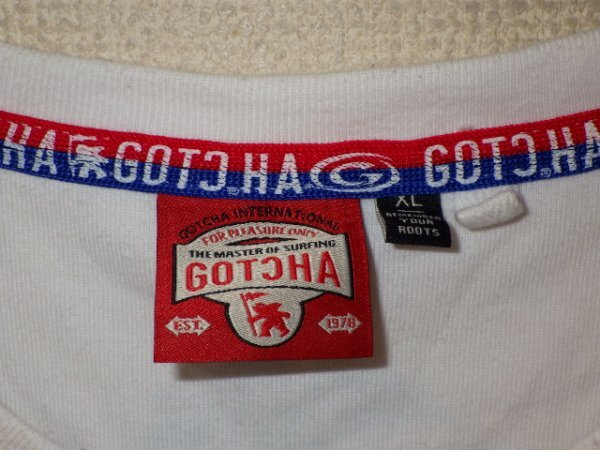 HA GOTCHA® G GOTCHA
GOTCHA INTERNATIONAL
FOR PLEASURE ONLY
THE MASTER OF SURFING
GOTCHA
EST. 1978
XL
REMEMBER
YOUR
ROOTS